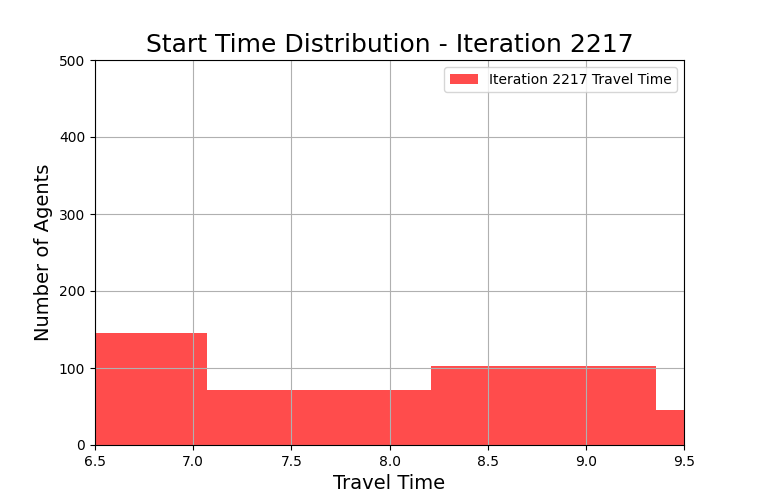 Start Time Distribution - Iteration 2217
Iteration 2217 Travel Time
Number of Agents
500
400
300
200
100
0
6.5 7.0 7.5 8.0 8.5 9.0 9.5
Travel Time